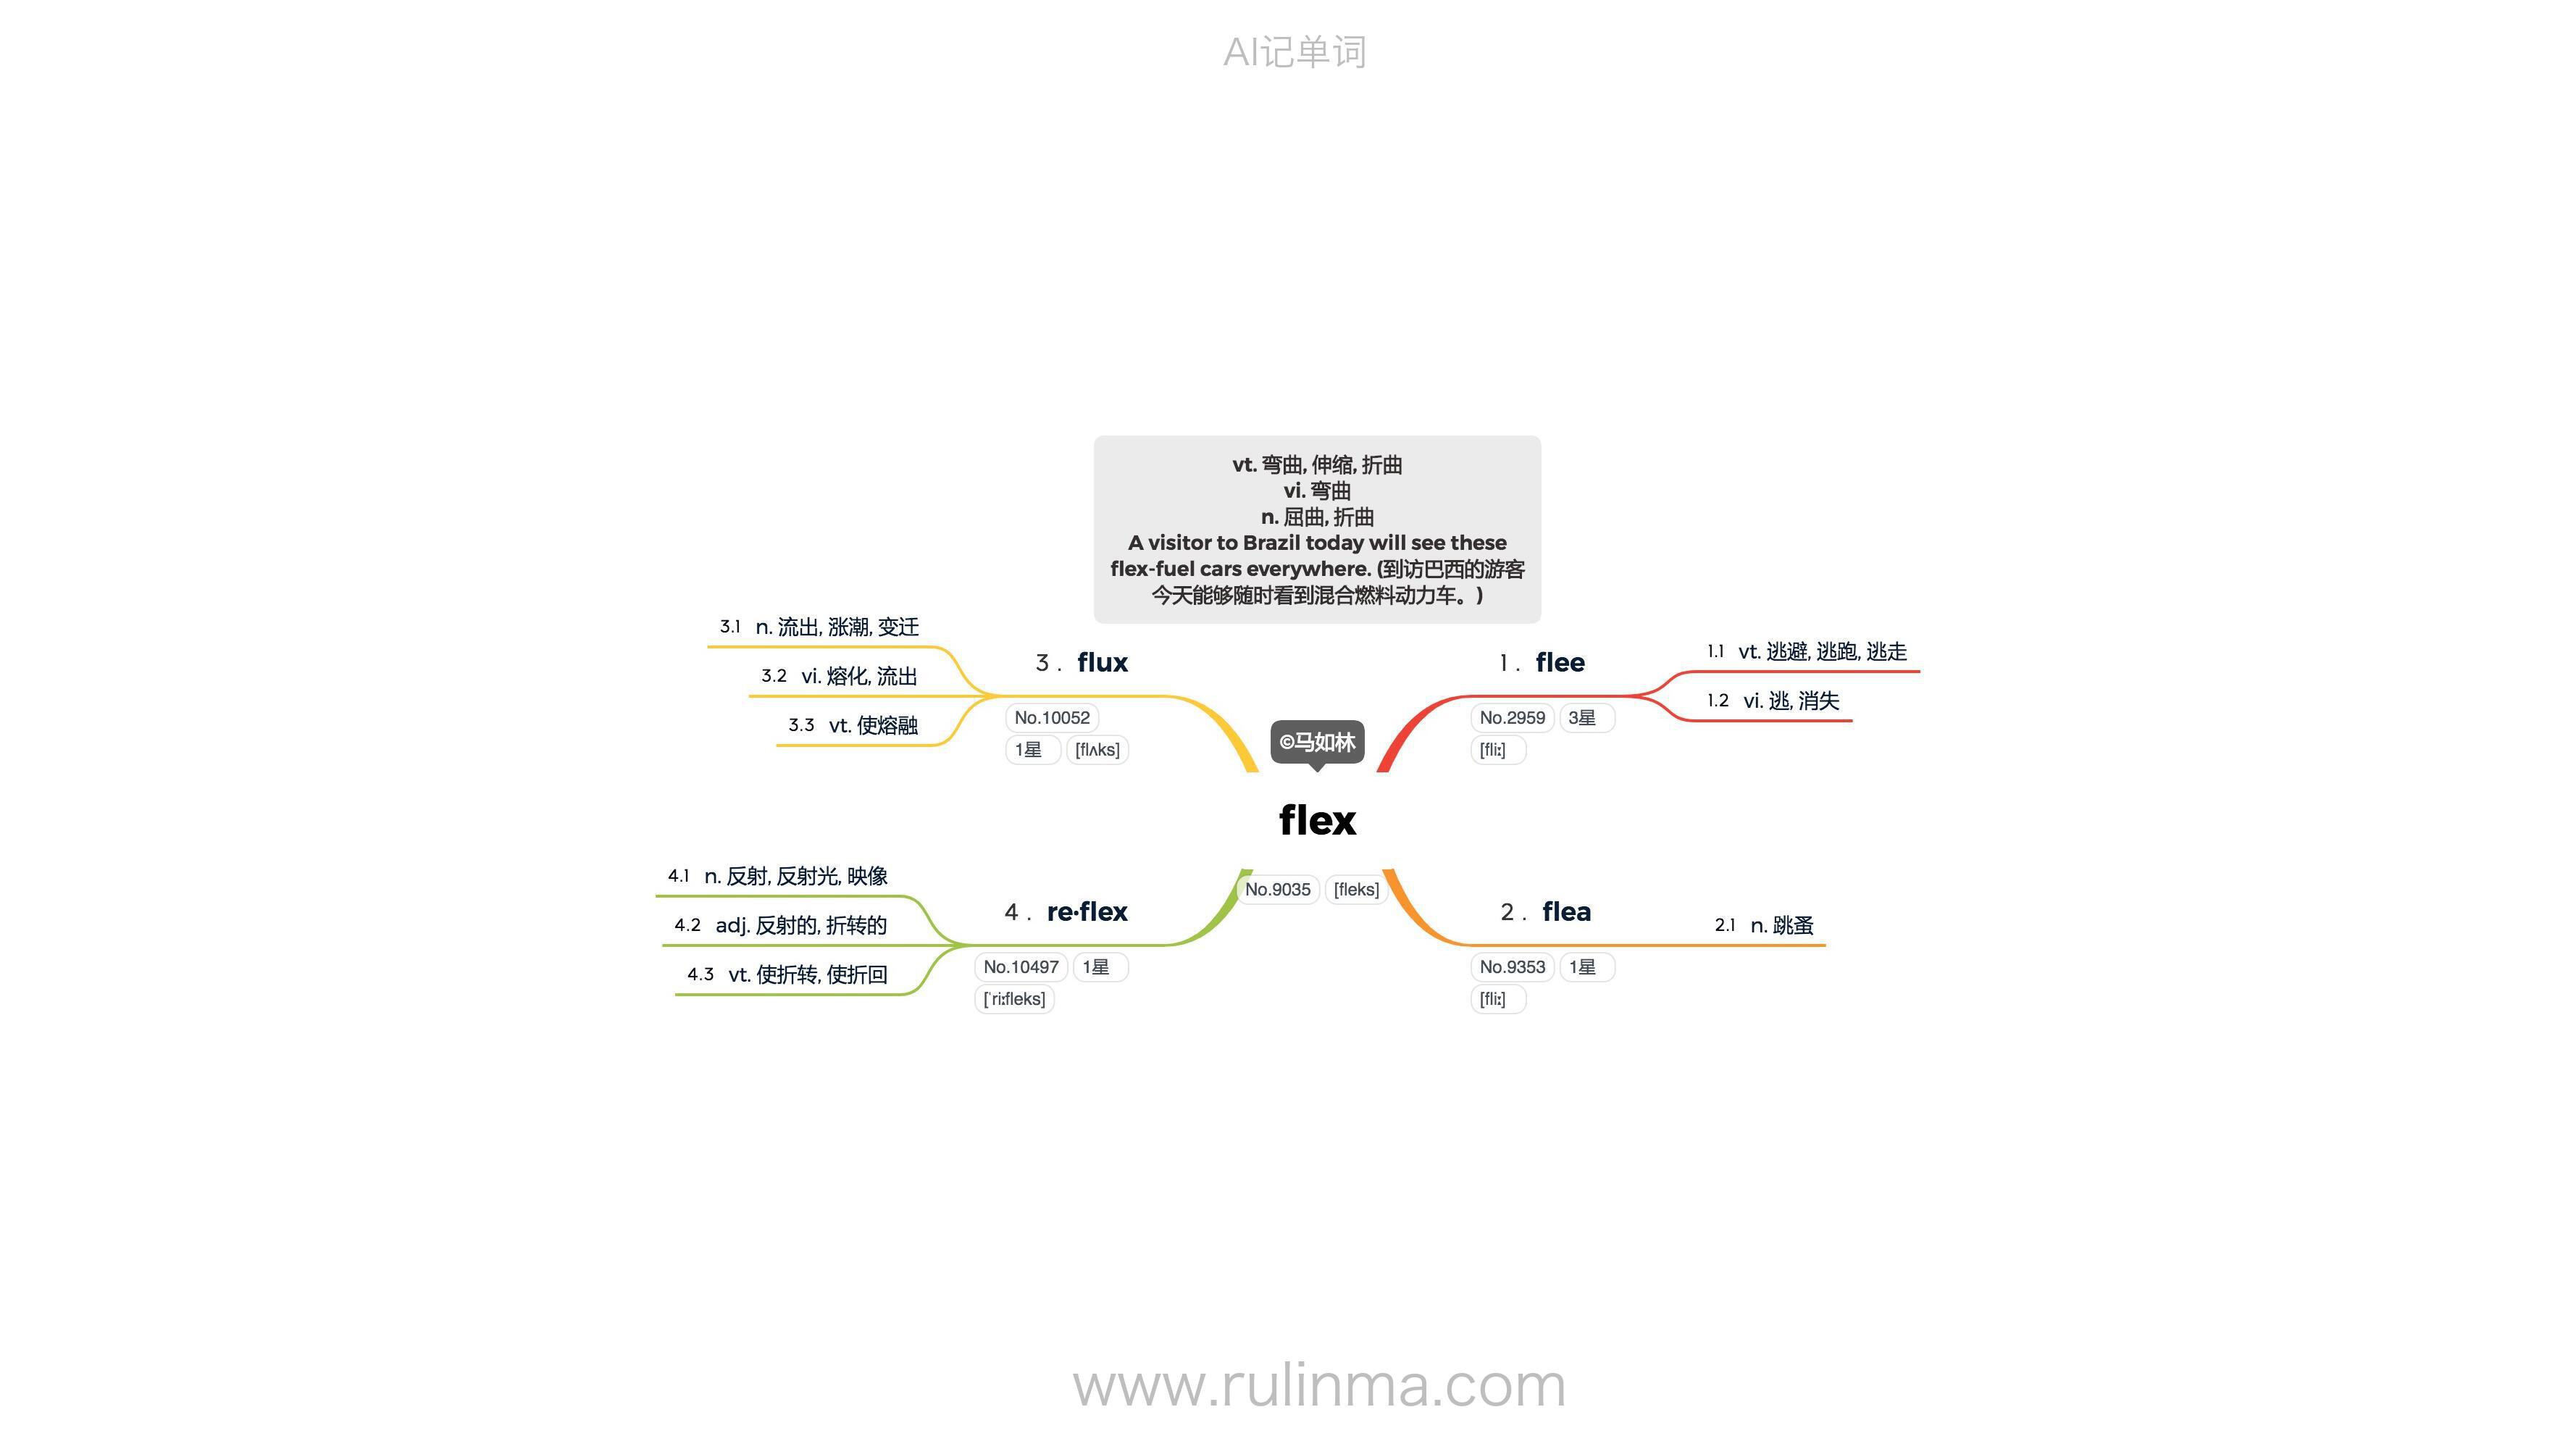 AI记单词
vt. 弯曲, 伸缩, 折曲
vi. 弯曲
n. 屈曲, 折曲
A visitor to Brazil today will see these
flex-fuel cars everywhere. (到访巴西的游客
今天能够随时看到混合燃料动力车。)
©马如林
flex
No.9035 [fleks]
1. flee
No.2959 3星
[fliː]
1.1 vt. 逃避, 逃跑, 逃走
1.2 vi. 逃, 消失
2. flea
No.9353 1星
[fliː]
2.1 n. 跳蚤
3. flux
No.10052
1星 [flʌks]
3.1 n. 流出, 涨潮, 变迁
3.2 vi. 熔化, 流出
3.3 vt. 使熔融
4. re·flex
No.10497 1星
[ˈriːfleks]
4.1 n. 反射, 反射光, 映像
4.2 adj. 反射的, 折转的
4.3 vt. 使折转, 使折回
www.rulinma.com